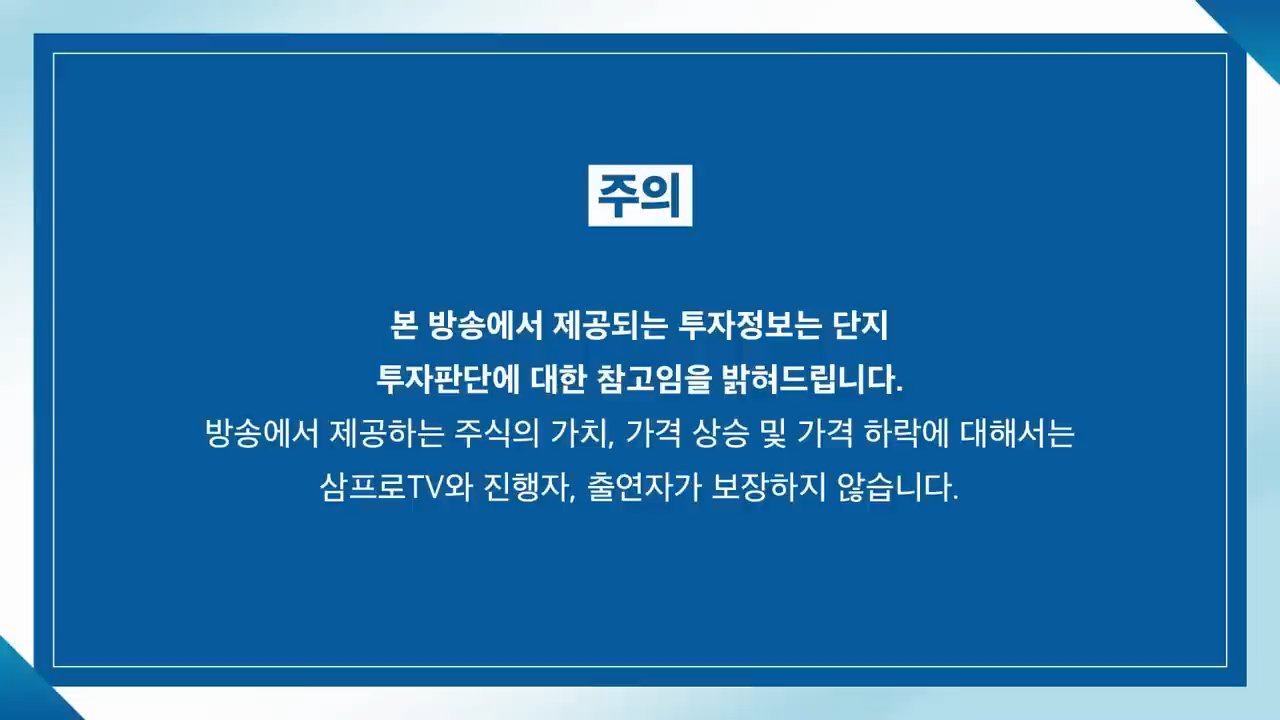 주의
본 방송에서 제공되는 투자정보는 단지
투자판단에 대한 참고임을 밝혀드립니다.
방송에서 제공하는 주식의 가치, 가격 상승 및 가격 하락에 대해서는
삼프로TV와 진행자, 출연자가 보장하지 않습니다.